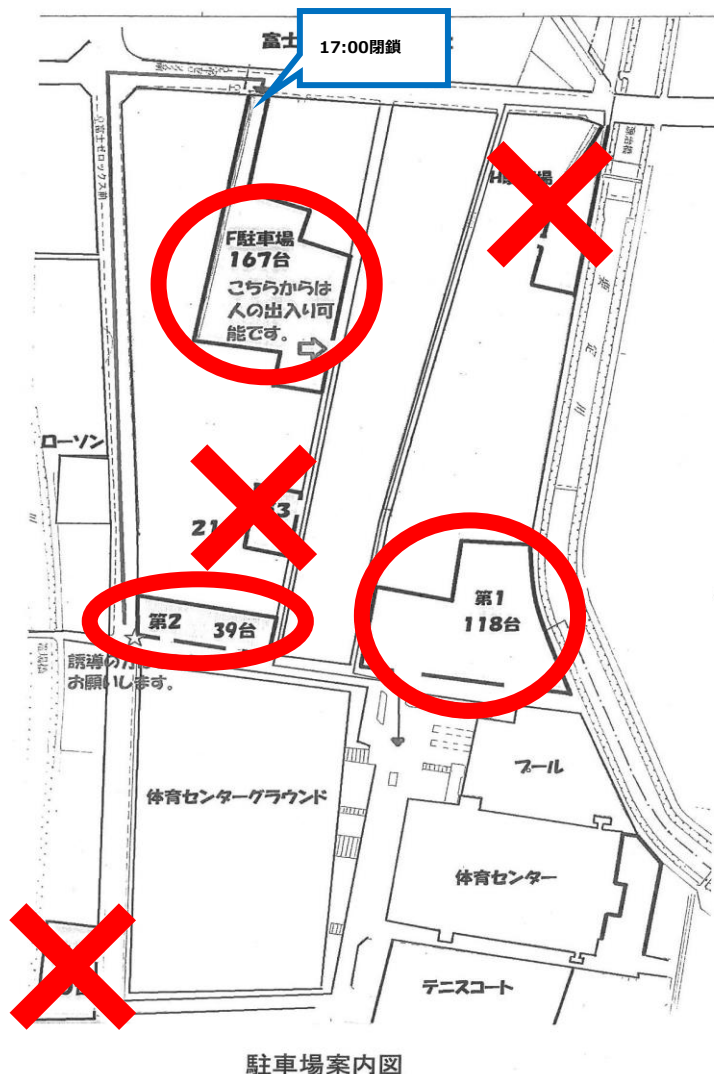 富士
17:00閉鎖
F駐車場
167台
こちらからは
人の出入り可
能です。
ローソン
21
第2 39台
第1
118台
誘導の方
お願いします。
プール
体育センターグラウンド
体育センター
テニスコート
駐車場案内図